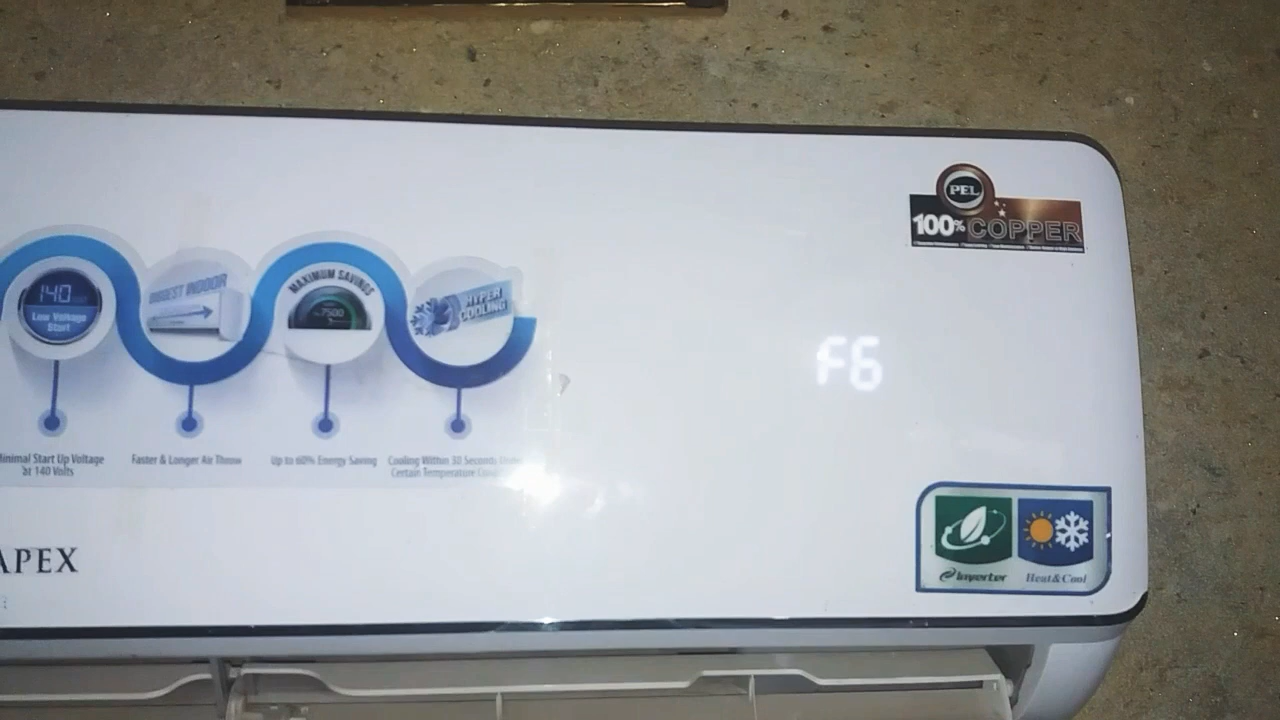 PEL
100% COPPER
140
Low Voltage
Start
BIGGEST INDOOR
MAXIMUM SAVINGS
7500
HYPER
COOLING
F6
Minimal Start Up Voltage
at 140 Volts
Faster & Longer Air Throw
Up to 60% Energy Saving
Cooling Within 30 Seconds
Certain Temperature
APEX
Inverter
Heat&Cool